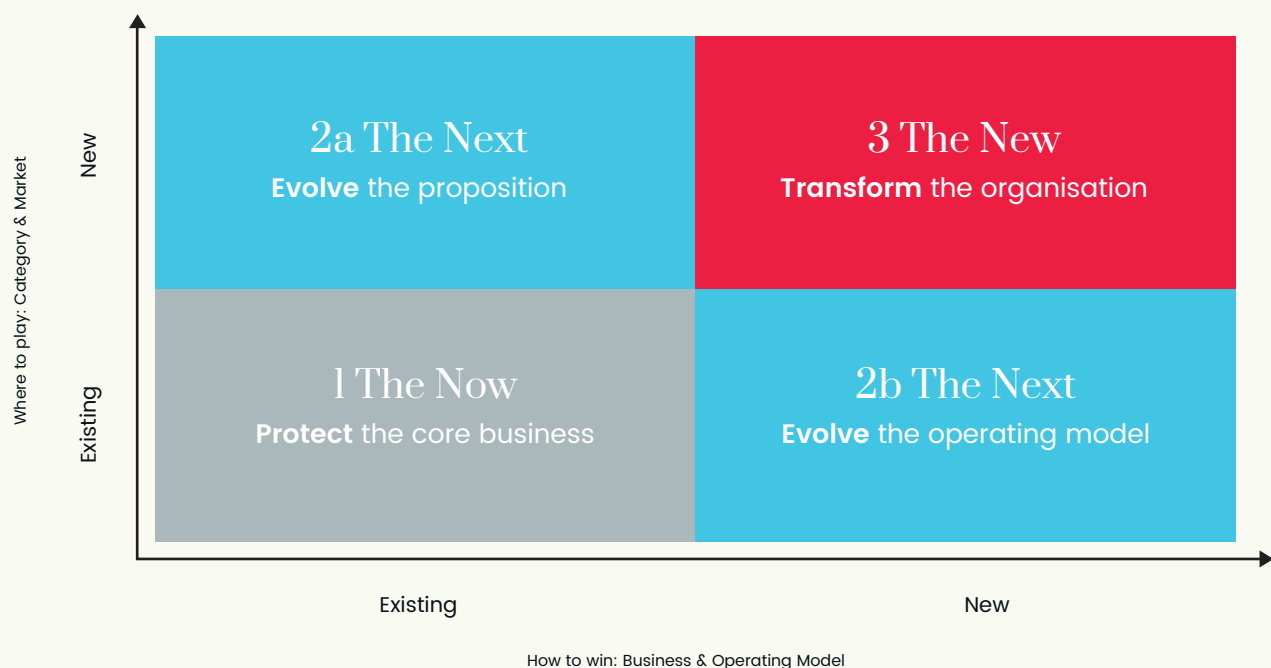 Where to play: Category & Market
New
Existing
2a The Next
Evolve the proposition
3 The New
Transform the organisation
1 The Now
Protect the core business
2b The Next
Evolve the operating model
Existing
New
How to win: Business & Operating Model